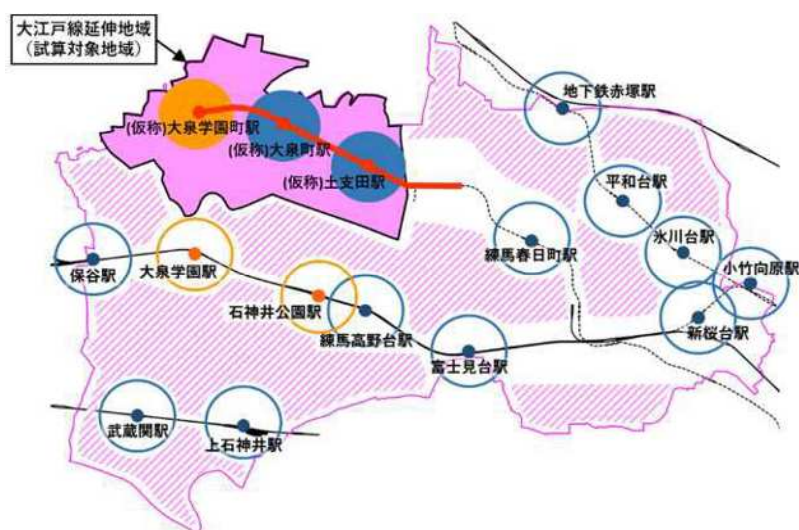 大江戸線延伸地域
（試算対象地域）
地下鉄赤塚駅
(仮称)大泉学園町駅
(仮称)大泉町駅
(仮称)土支田駅
平和台駅
氷川台駅
小竹向原駅
練馬春日町駅
保谷駅
大泉学園駅
石神井公園駅
練馬高野台駅
新桜台駅
富士見台駅
武蔵関駅
上石神井駅